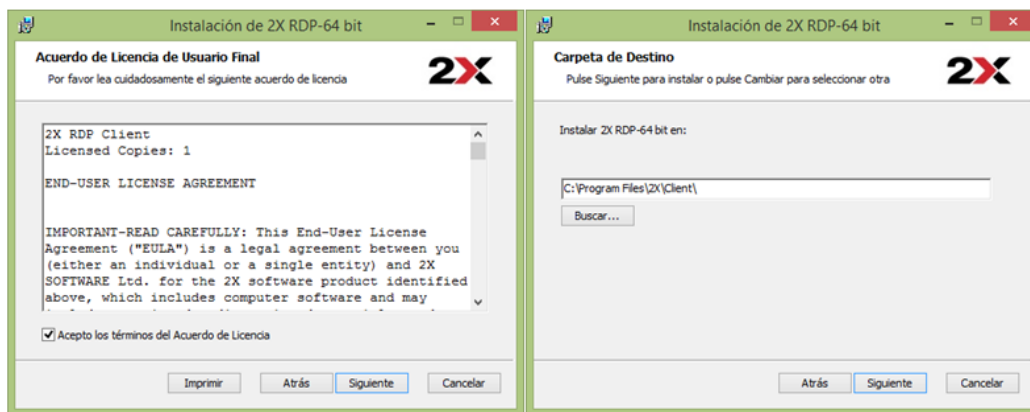 Instalación de 2X RDP-64 bit
Acuerdo de Licencia de Usuario Final
Por favor lea cuidadosamente el siguiente acuerdo de licencia
2X
2X RDP Client
Licensed Copies: 1
END-USER LICENSE AGREEMENT
IMPORTANT-READ CAREFULLY: This End-User License
Agreement ("EULA") is a legal agreement between you
(either an individual or a single entity) and 2X
SOFTWARE Ltd. for the 2X software product identified
above, which includes computer software and may
Acepto los términos del Acuerdo de Licencia
Imprimir
Atrás
Siguiente
Cancelar
Instalación de 2X RDP-64 bit
Carpeta de Destino
Pulse Siguiente para instalar o pulse Cambiar para seleccionar otra
2X
Instalar 2X RDP-64 bit en:
C:\Program Files\2X\Client\
Buscar...
Atrás
Siguiente
Cancelar